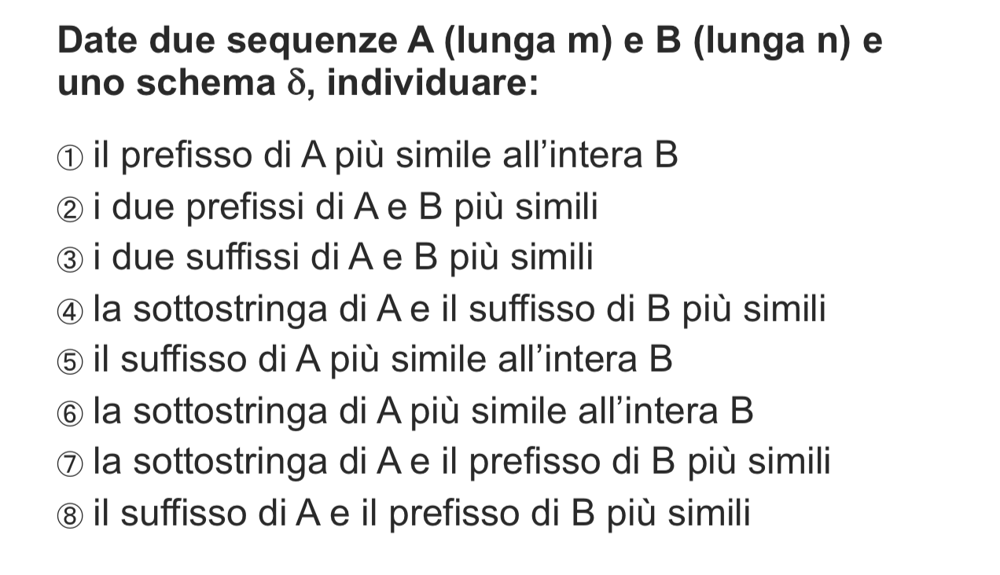 Date due sequenze A (lunga m) e B (lunga n) e
uno schema δ, individuare:
① il prefisso di A più simile all’intera B
② i due prefissi di A e B più simili
③ i due suffissi di A e B più simili
④ la sottostringa di A e il suffisso di B più simili
⑤ il suffisso di A più simile all’intera B
⑥ la sottostringa di A più simile all’intera B
⑦ la sottostringa di A e il prefisso di B più simili
⑧ il suffisso di A e il prefisso di B più simili